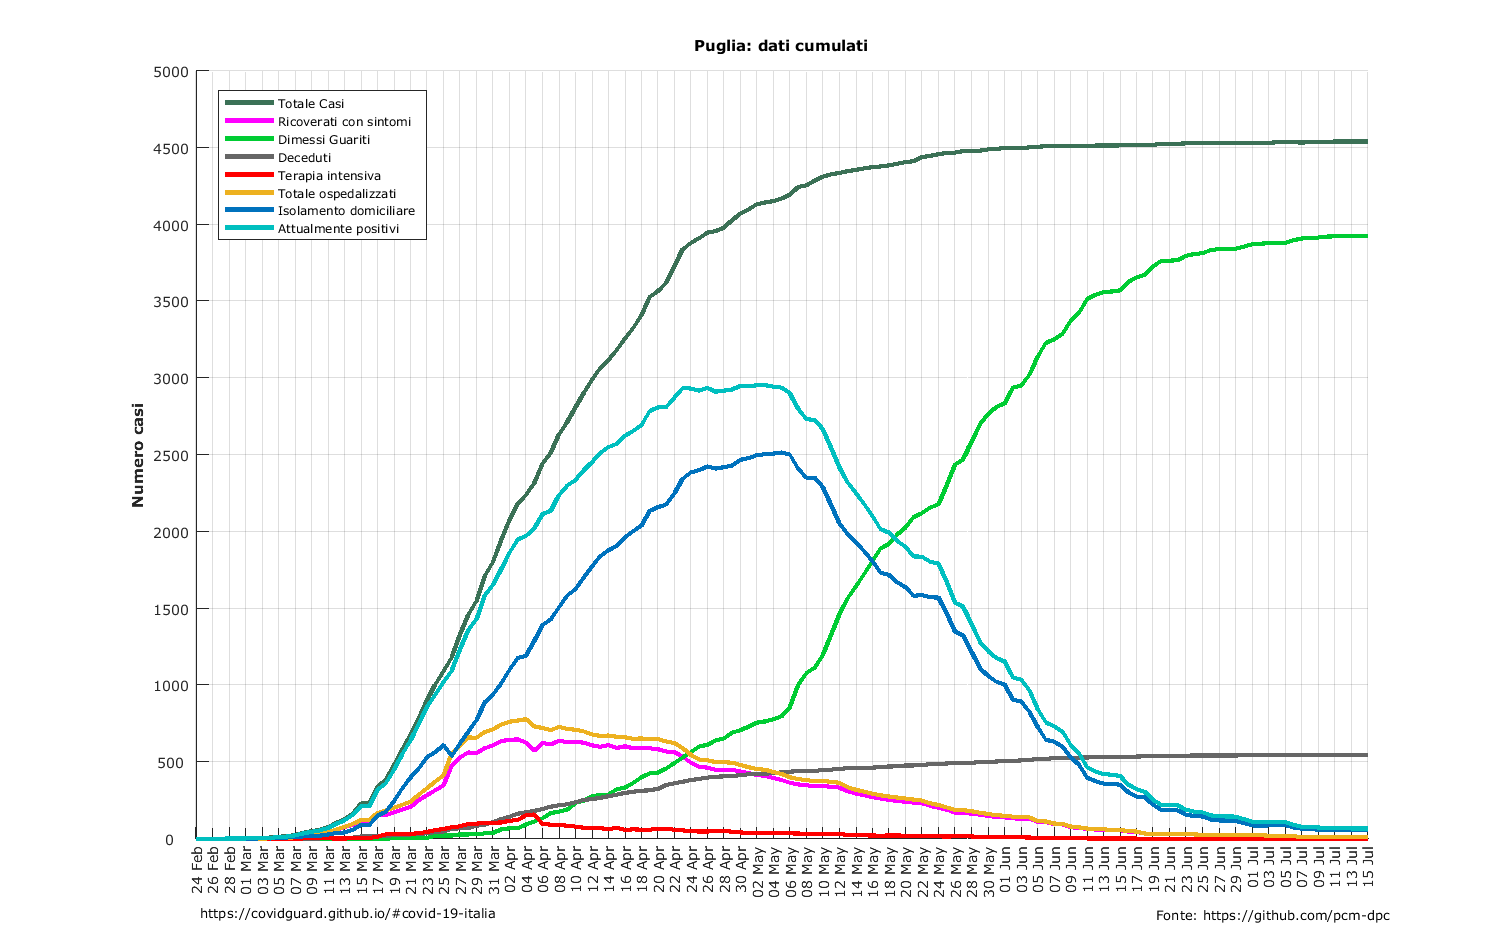 Puglia: dati cumulati
5000
4500
4000
3500
3000
2500
2000
1500
1000
500
0
Numero casi
Totale Casi
Ricoverati con sintomi
Dimessi Guariti
Deceduti
Terapia intensiva
Totale ospedalizzati
Isolamento domiciliare
Attualmente positivi
24 Feb
26 Feb
28 Feb
01 Mar
03 Mar
05 Mar
07 Mar
09 Mar
11 Mar
13 Mar
15 Mar
17 Mar
19 Mar
21 Mar
23 Mar
25 Mar
27 Mar
29 Mar
31 Mar
02 Apr
04 Apr
06 Apr
08 Apr
10 Apr
12 Apr
14 Apr
16 Apr
18 Apr
20 Apr
22 Apr
24 Apr
26 Apr
28 Apr
30 Apr
02 May
04 May
06 May
08 May
10 May
12 May
14 May
16 May
18 May
20 May
22 May
24 May
26 May
28 May
30 May
01 Jun
03 Jun
05 Jun
07 Jun
09 Jun
11 Jun
13 Jun
15 Jun
17 Jun
19 Jun
21 Jun
23 Jun
25 Jun
27 Jun
29 Jun
01 Jul
03 Jul
05 Jul
07 Jul
09 Jul
11 Jul
13 Jul
15 Jul
https://covidguard.github.io/#covid-19-italia
Fonte: https://github.com/pcm-dpc